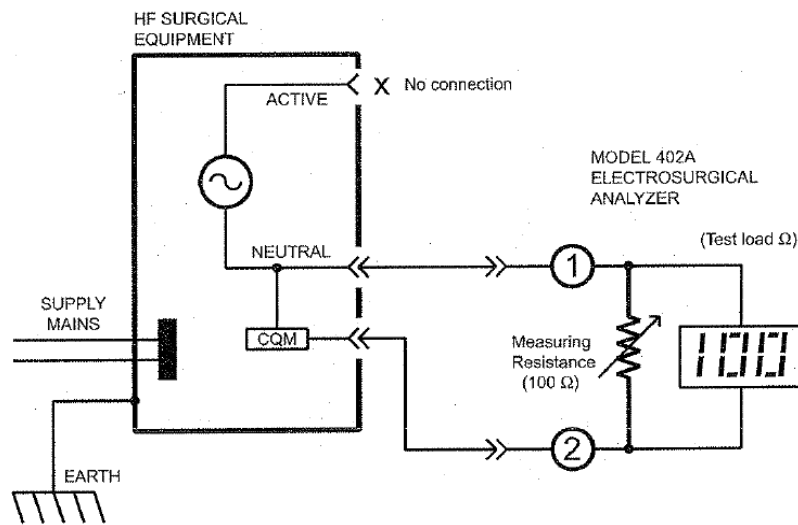 HF SURGICAL
EQUIPMENT
ACTIVE
X No connection
MODEL 402A
ELECTROSURGICAL
ANALYZER
(Test load Ω)
NEUTRAL
1
SUPPLY
MAINS
CQM
Measuring
Resistance
(100 Ω)
100
2
EARTH